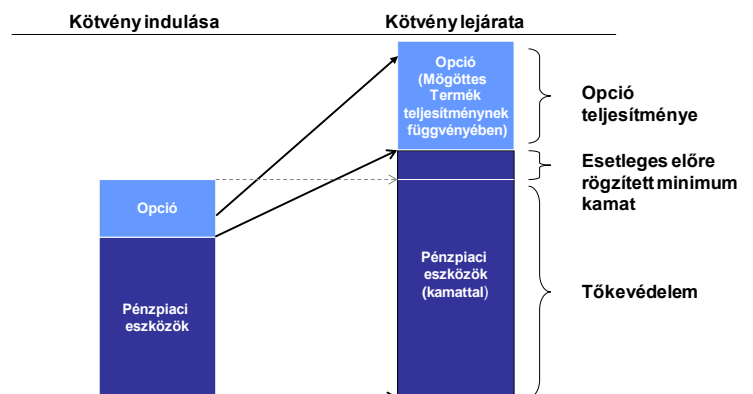 Kötvény indulása
Kötvény lejárata
Opció
(Mögöttes
Termék
teljesítménynek
függvényében)
Opció
teljesítménye
Esetleges előre
rögzített minimum
kamat
Opció
Pénzpiaci
eszközök
(kamattal)
Tőkevédelem
Pénzpiaci
eszközök